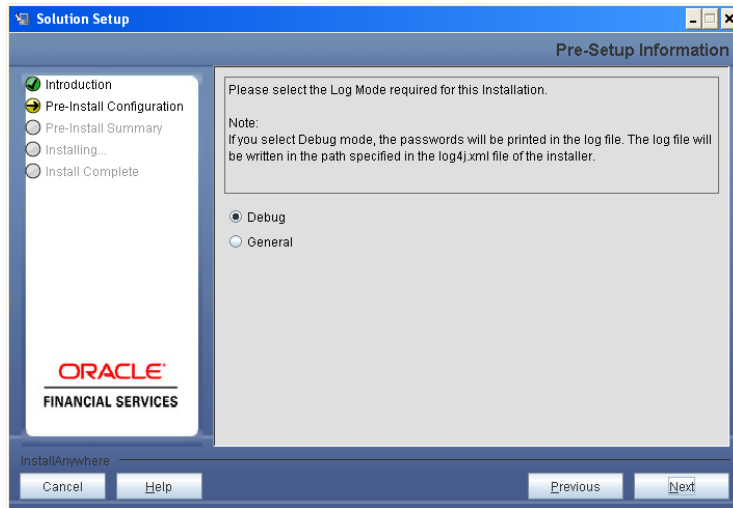 Solution Setup
Pre-Setup Information
Introduction
Pre-Install Configuration
Pre-Install Summary
Installing...
Install Complete
Please select the Log Mode required for this Installation.
Note:
If you select Debug mode, the passwords will be printed in the log file. The log file will
be written in the path specified in the log4j.xml file of the installer.
Debug
General
ORACLE
FINANCIAL SERVICES
InstallAnywhere
Cancel
Help
Previous
Next